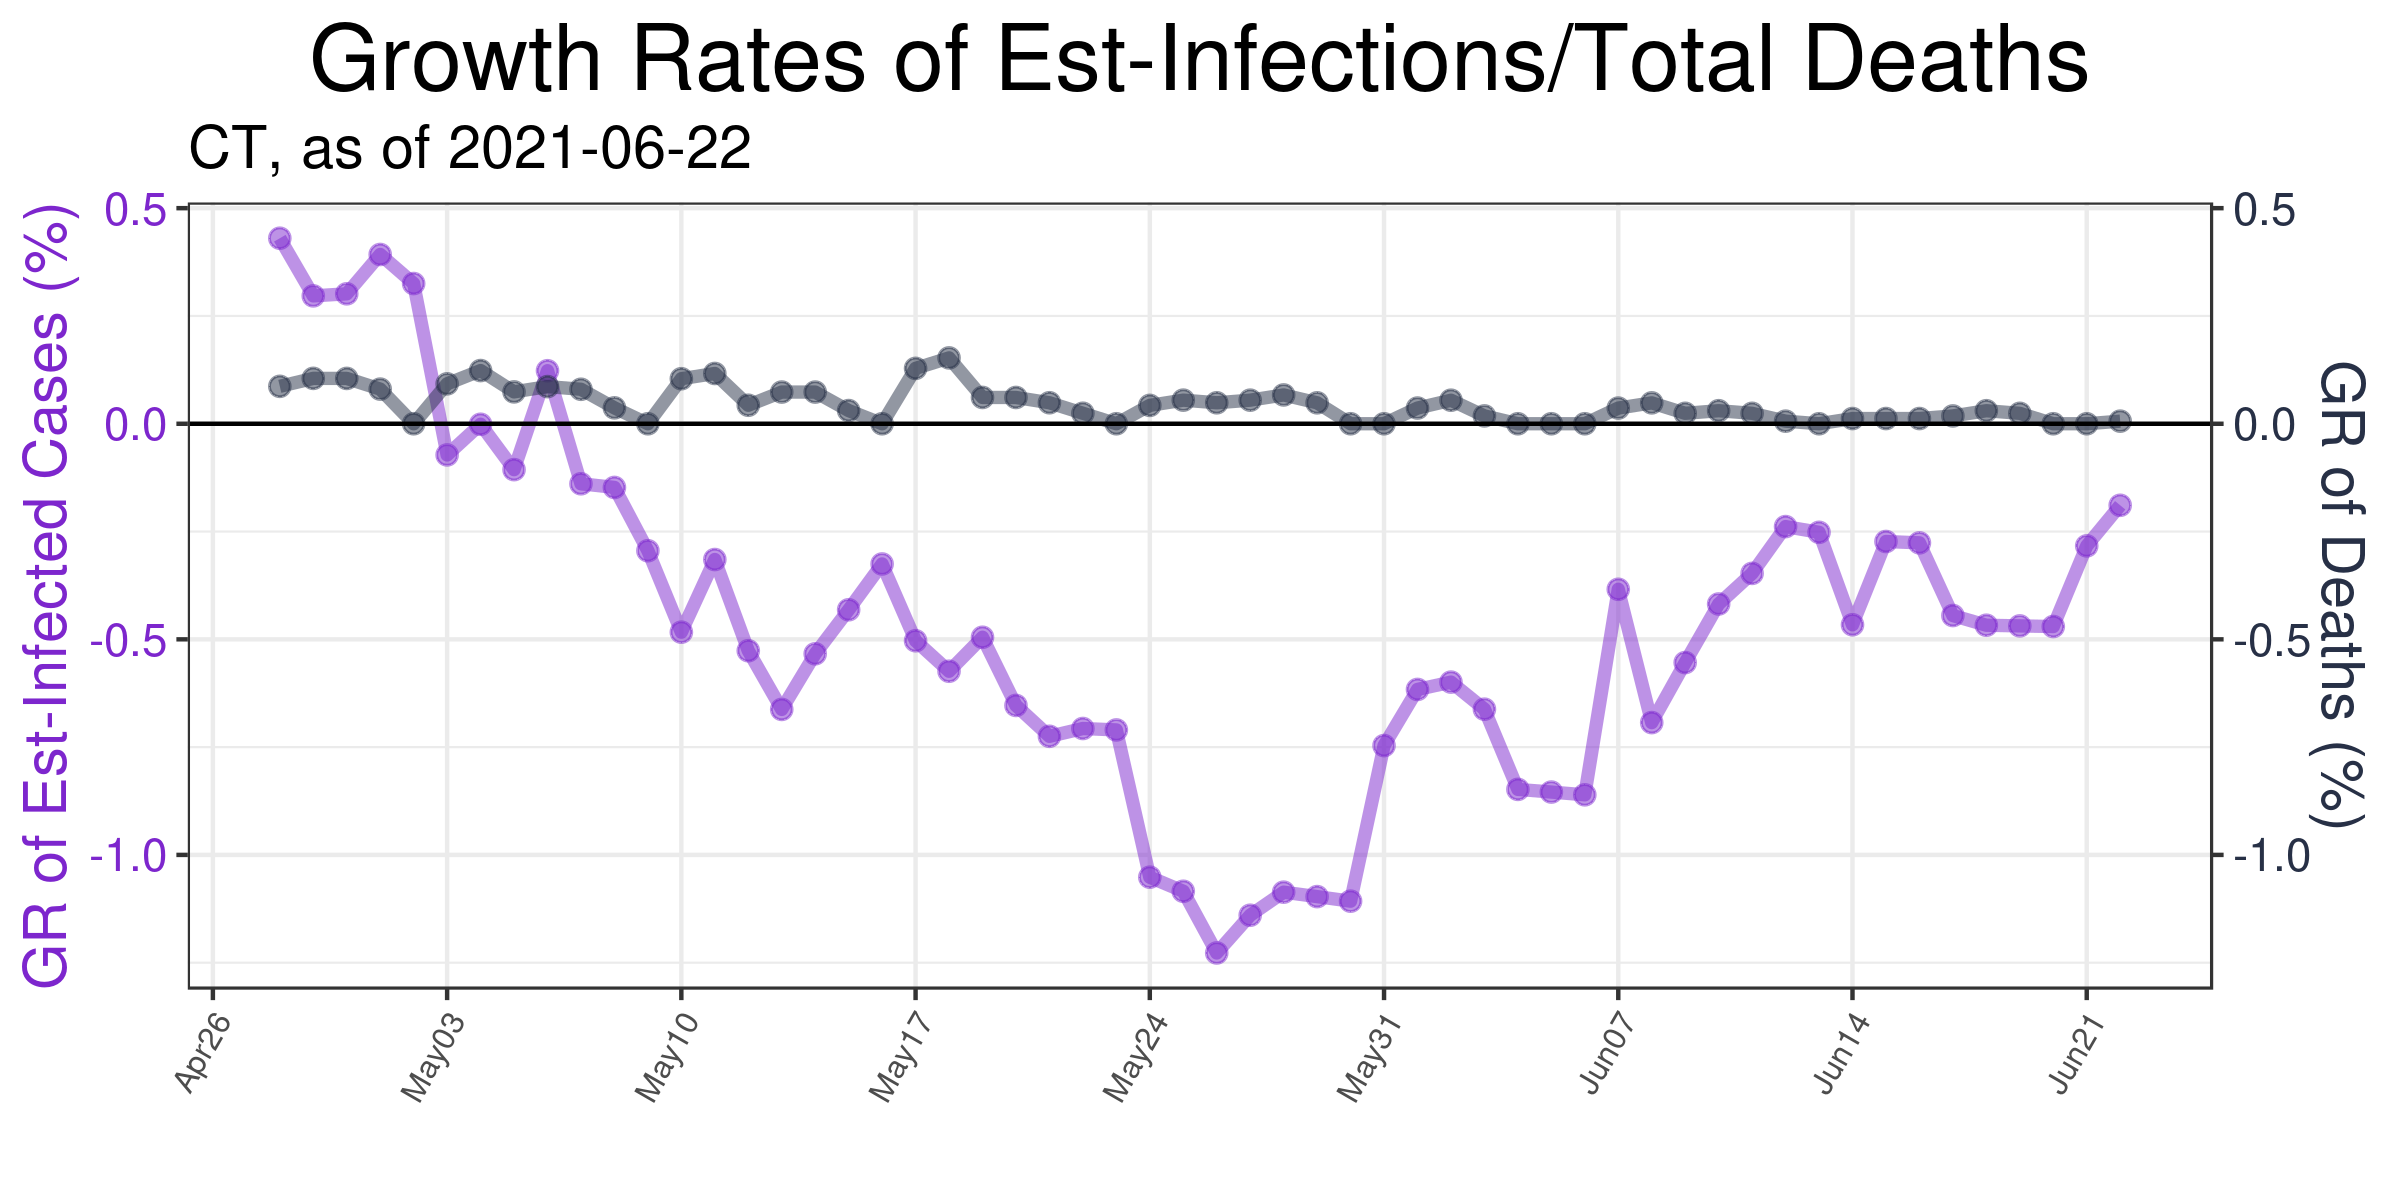 Growth Rates of Est-Infections/Total Deaths
CT, as of 2021-06-22
GR of Est-Infected Cases (%)
0.5
0.0
-0.5
-1.0
0.5
0.0
-0.5
-1.0
GR of Deaths (%)
Apr26
May03
May10
May17
May24
May31
Jun07
Jun14
Jun21